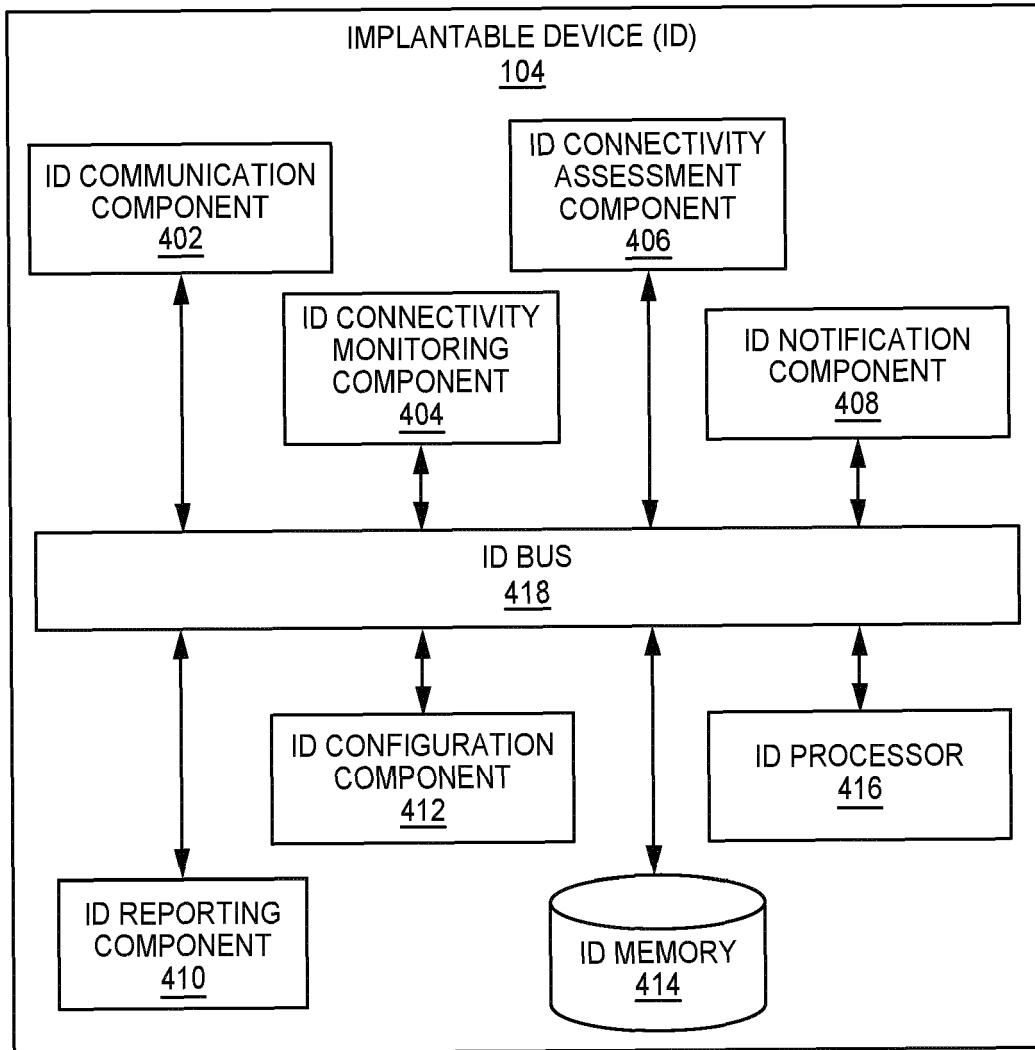 IMPLANTABLE DEVICE (ID)
104
ID COMMUNICATION
COMPONENT
402
ID CONNECTIVITY
ASSESSMENT
COMPONENT
406
ID CONNECTIVITY
MONITORING
COMPONENT
404
ID NOTIFICATION
COMPONENT
408
ID BUS
418
ID CONFIGURATION
COMPONENT
412
ID PROCESSOR
416
ID REPORTING
COMPONENT
410
ID MEMORY
414